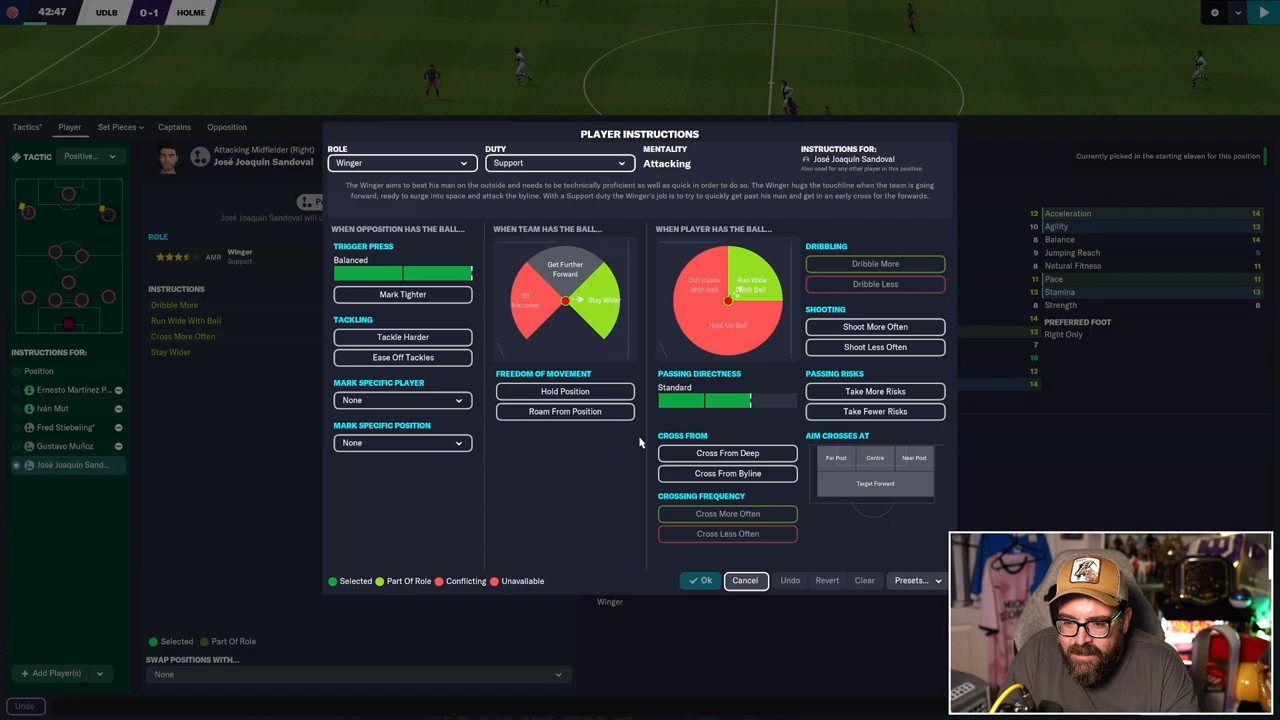 42:47 UDLB 0-1 HOLME
Tactics* Player Set Pieces Captains Opposition
TACTIC Positive...
Attacking Midfielder (Right)
José Joaquín Sandoval
Currently picked in the starting eleven for this position
PLAYER INSTRUCTIONS
ROLE DUTY MENTALITY INSTRUCTIONS FOR:
Winger Support Attacking José Joaquín Sandoval
Also used for any other player in this position
The Winger aims to beat his man on the outside and needs to be technically proficient as well as quick in order to do so. The Winger hugs the touchline when the team is going
forward, ready to surge into space and attack the byline. With a Support duty the Winger's job is to try to quickly get past his man and get in an early cross for the forwards.
José Joaquín Sandoval will u
ROLE
Winger
Support
INSTRUCTIONS
Dribble More
Run Wide With Ball
Cross More Often
Stay Wider
INSTRUCTIONS FOR:
Position
Ernesto Martínez P...
Iván Mut
Fred Stiebeling*
Gustavo Muñoz
José Joaquín Sand...
WHEN OPPOSITION HAS THE BALL...
TRIGGER PRESS
Balanced
Mark Tighter
TACKLING
Tackle Harder
Ease Off Tackles
MARK SPECIFIC PLAYER
None
MARK SPECIFIC POSITION
None
WHEN TEAM HAS THE BALL...
Get Further
Forward
Sit
Narrower
Stay Wider
FREEDOM OF MOVEMENT
Hold Position
Roam From Position
WHEN PLAYER HAS THE BALL...
Cut Inside
With Ball
Run Wide
With Ball
Hold Up Ball
PASSING DIRECTNESS
Standard
CROSS FROM
Cross From Deep
Cross From Byline
CROSSING FREQUENCY
Cross More Often
Cross Less Often
DRIBBLING
Dribble More
Dribble Less
SHOOTING
Shoot More Often
Shoot Less Often
PASSING RISKS
Take More Risks
Take Fewer Risks
AIM CROSSES AT
Far Post Centre Near Post
Target Forward
Selected Part Of Role Conflicting Unavailable
Ok Cancel Undo Revert Clear Presets...
12 Acceleration 14
10 Agility 13
8 Balance 14
9 Jumping Reach 5
8 Natural Fitness 11
11 Pace 11
13 Stamina 13
8 Strength 8
14 PREFERRED FOOT
13 Right Only
7
16
12
14
Winger
Selected Part Of Role
SWAP POSITIONS WITH...
None
Add Player(s)
Undo